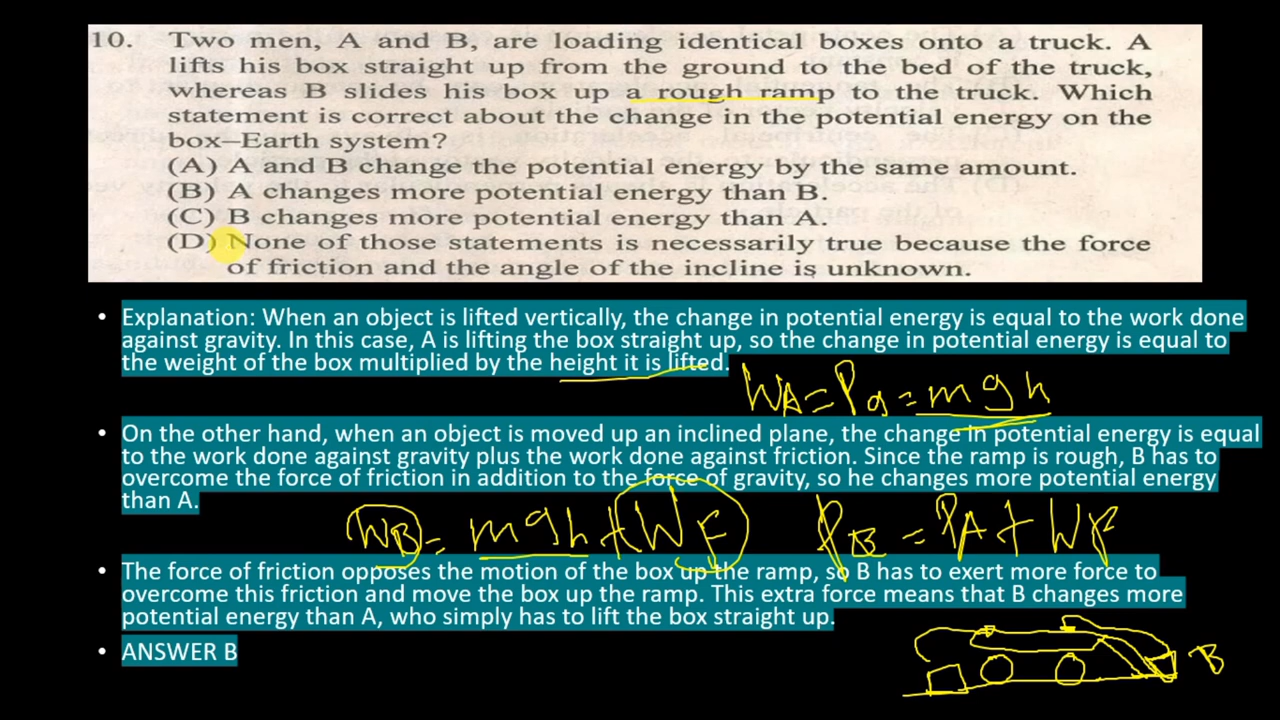 10. Two men, A and B, are loading identical boxes onto a truck. A
lifts his box straight up from the ground to the bed of the truck,
whereas B slides his box up a rough ramp to the truck. Which
statement is correct about the change in the potential energy on the
box–Earth system?
(A) A and B change the potential energy by the same amount.
(B) A changes more potential energy than B.
(C) B changes more potential energy than A.
(D) None of those statements is necessarily true because the force
of friction and the angle of the incline is unknown.
• Explanation: When an object is lifted vertically, the change in potential energy is equal to the work done
against gravity. In this case, A is lifting the box straight up, so the change in potential energy is equal to
the weight of the box multiplied by the height it is lifted.
WA = Pg = mgh
• On the other hand, when an object is moved up an inclined plane, the change in potential energy is equal
to the work done against gravity plus the work done against friction. Since the ramp is rough, B has to
overcome the force of friction in addition to the force of gravity, so he changes more potential energy
than A.
WB = mgh + WF PB = PA + WF
• The force of friction opposes the motion of the box up the ramp, so B has to exert more force to
overcome this friction and move the box up the ramp. This extra force means that B changes more
potential energy than A, who simply has to lift the box straight up.
• ANSWER B
B